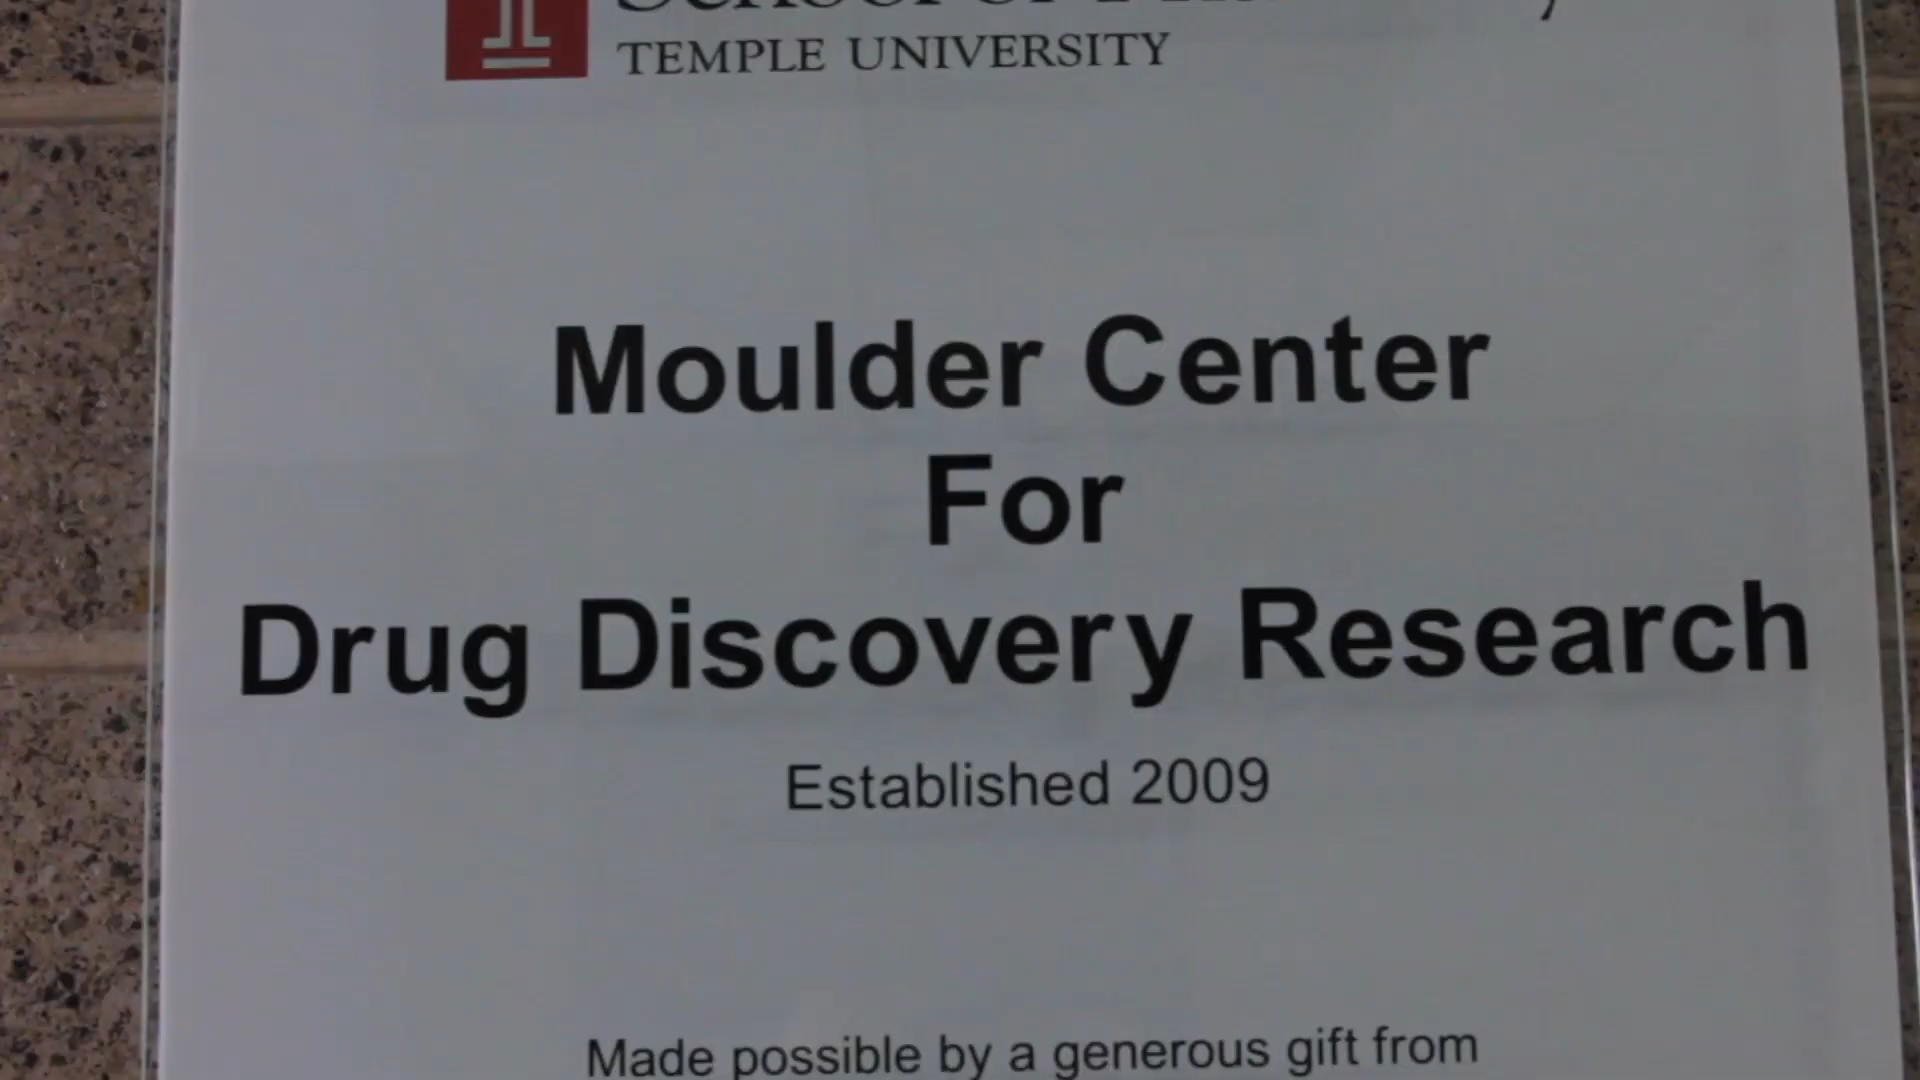 TEMPLE UNIVERSITY
Moulder Center
For
Drug Discovery Research
Established 2009
Made possible by a generous gift from